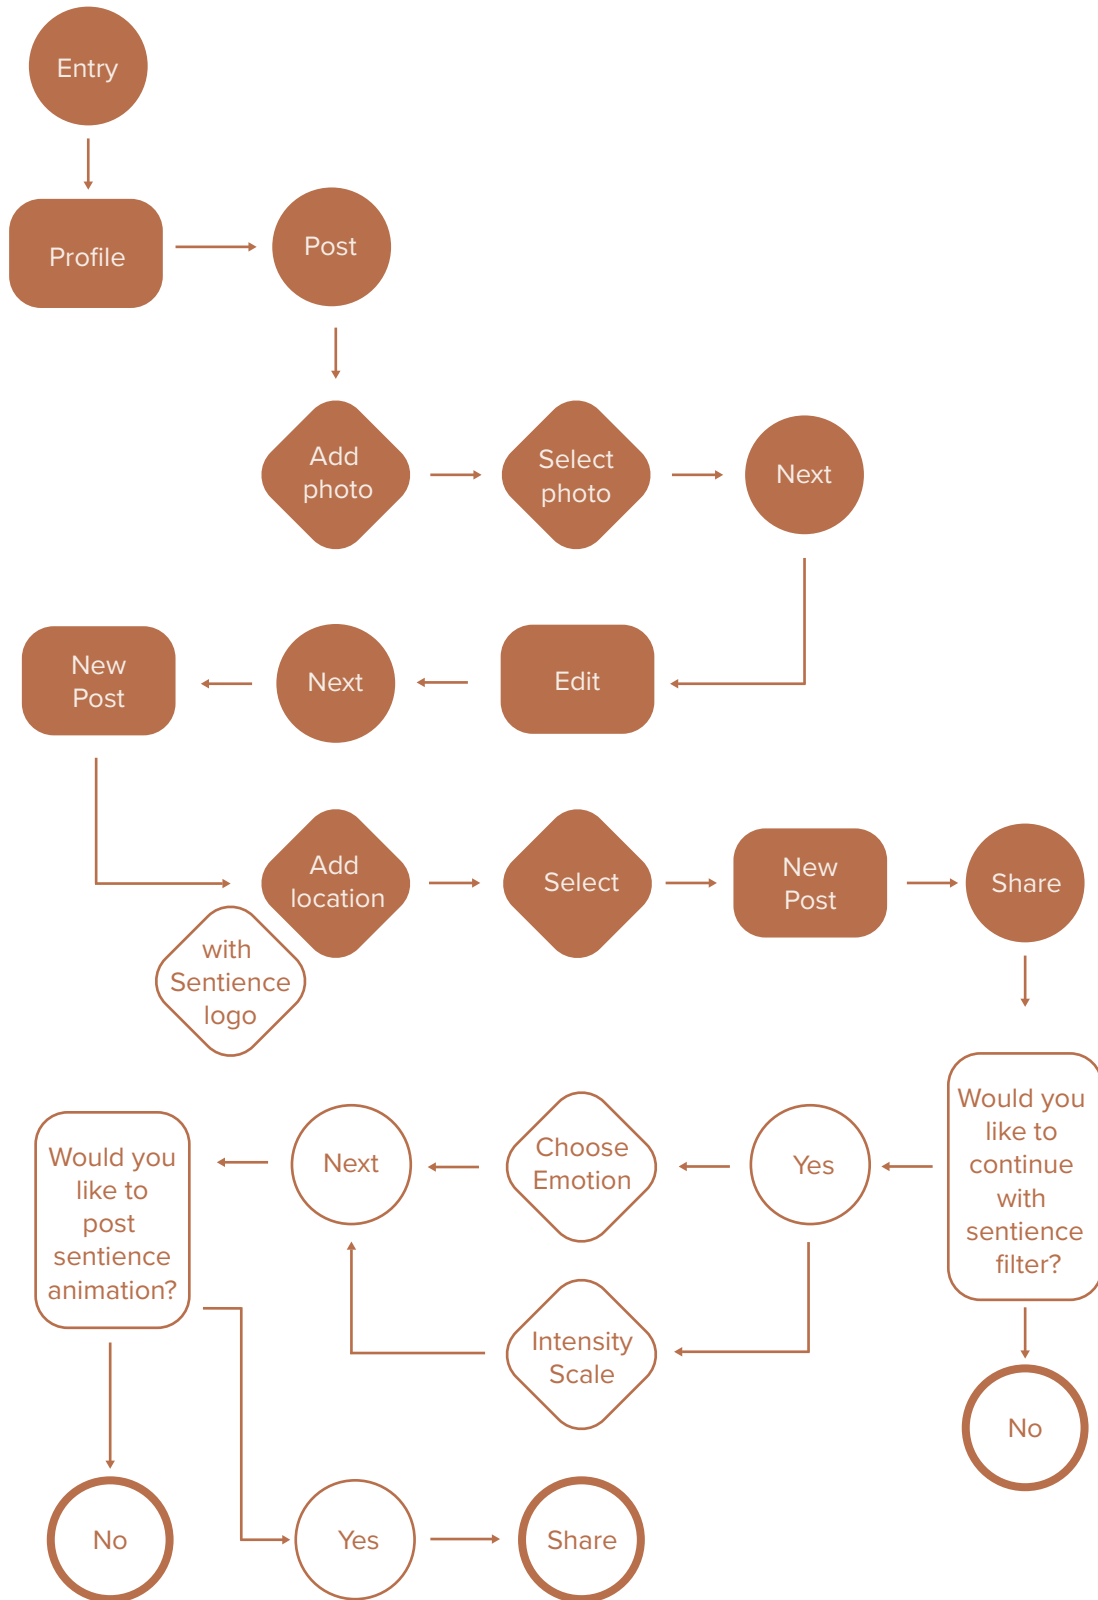 Entry
Profile
Post
Add
photo
Select
photo
Next
Edit
Next
New
Post
Add
location
with
Sentience
logo
Select
New
Post
Share
Would you
like to
continue
with
sentience
filter?
No
Yes
Choose
Emotion
Intensity
Scale
Next
Would you
like to
post
sentience
animation?
No
Yes
Share